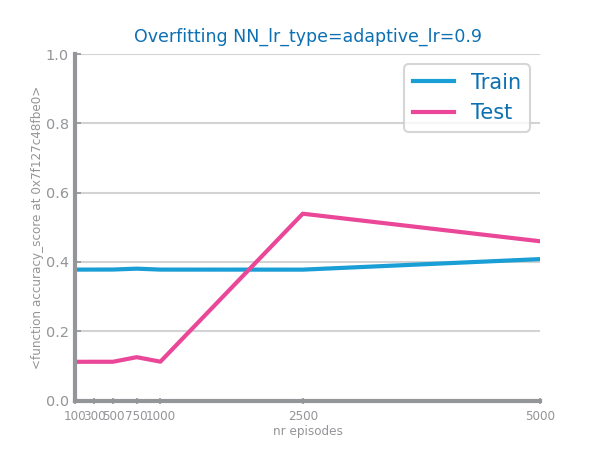 Overfitting NN_lr_type=adaptive_lr=0.9
1.0
0.8
0.6
0.4
0.2
0.0
<function accuracy_score at 0x7f127c48fbe0>
Train
Test
100 300 500 750 1000 2500 5000
nr episodes